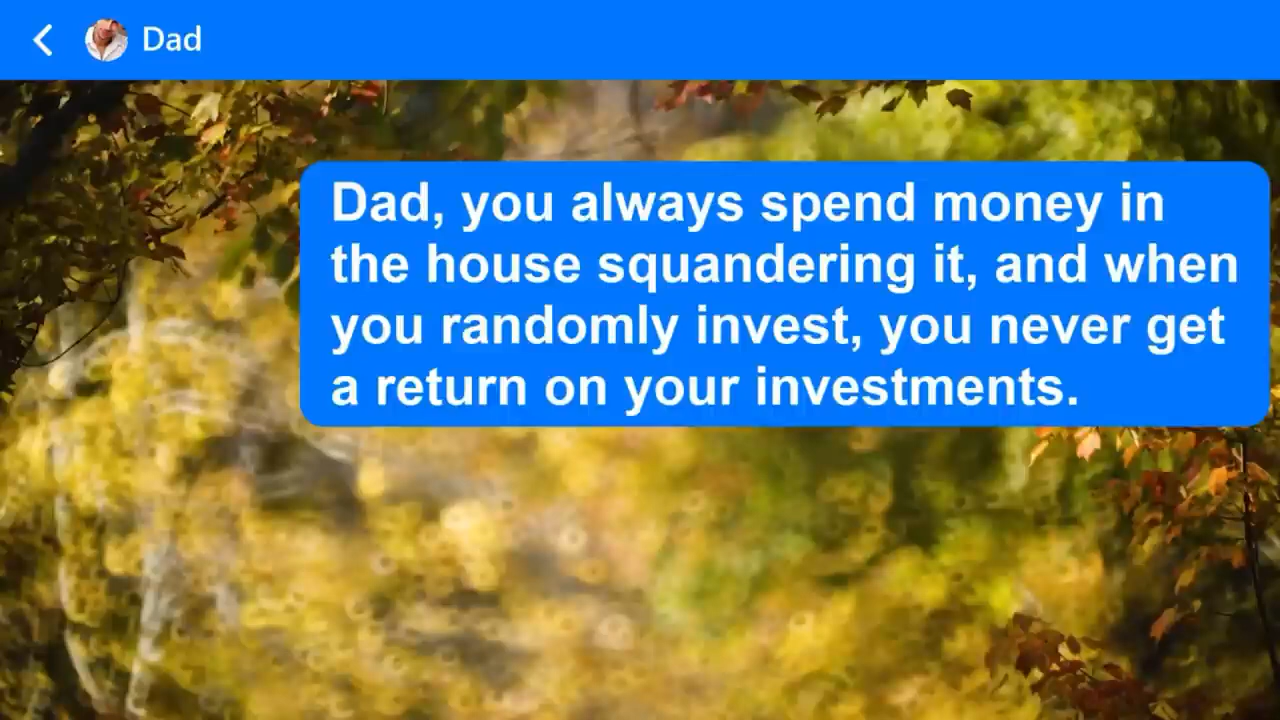 Dad
Dad, you always spend money in
the house squandering it, and when
you randomly invest, you never get
a return on your investments.